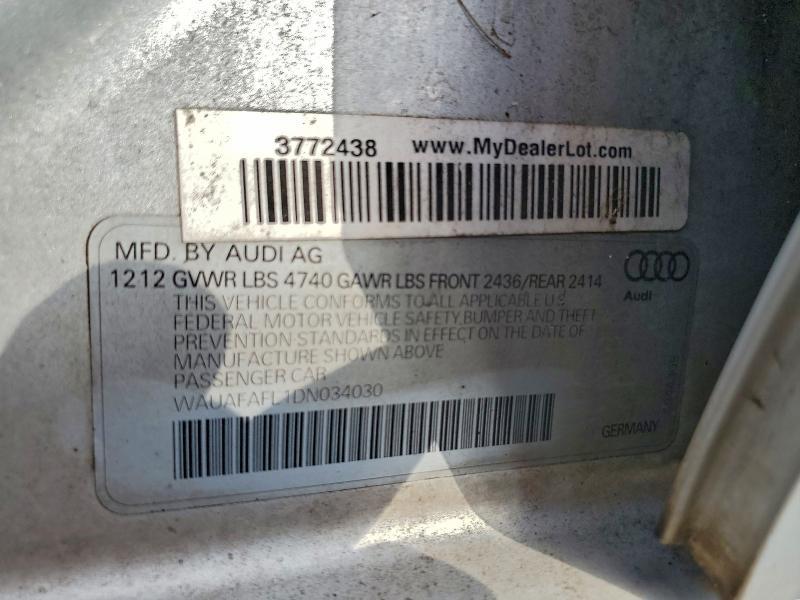 3772438 www.MyDealerLot.com
MFD. BY AUDI AG
1212 GVWR LBS 4740 GAWR LBS FRONT 2436/REAR 2414
Audi
THIS VEHICLE CONFORMS TO ALL APPLICABLE U.S.
FEDERAL MOTOR VEHICLE SAFETY, BUMPER AND THEFT
PREVENTION STANDARDS IN EFFECT ON THE DATE OF
MANUFACTURE SHOWN ABOVE
PASSENGER CAR
WAUAFAFL1DN034030
GERMANY